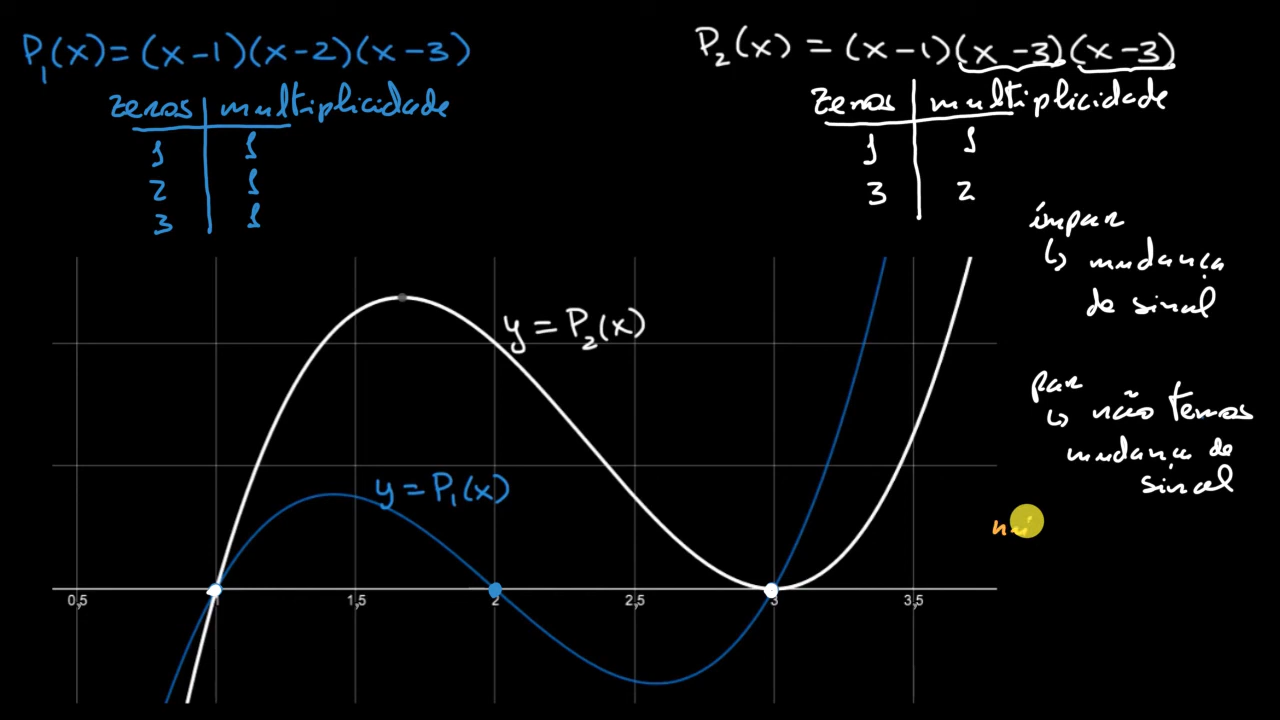 P₁(x)=(x-1)(x-2)(x-3)
zeros multiplicidade
1 1
2 1
3 1
P₂(x) = (x-1)(x-3)(x-3)
zeros multiplicidade
1 1
3 2
ímpar
↳ mudança
de sinal
par
↳ não temos
mudança de
sinal
y = P₂(x)
y = P₁(x)
0,5 1,5 2 2,5 3 3,5